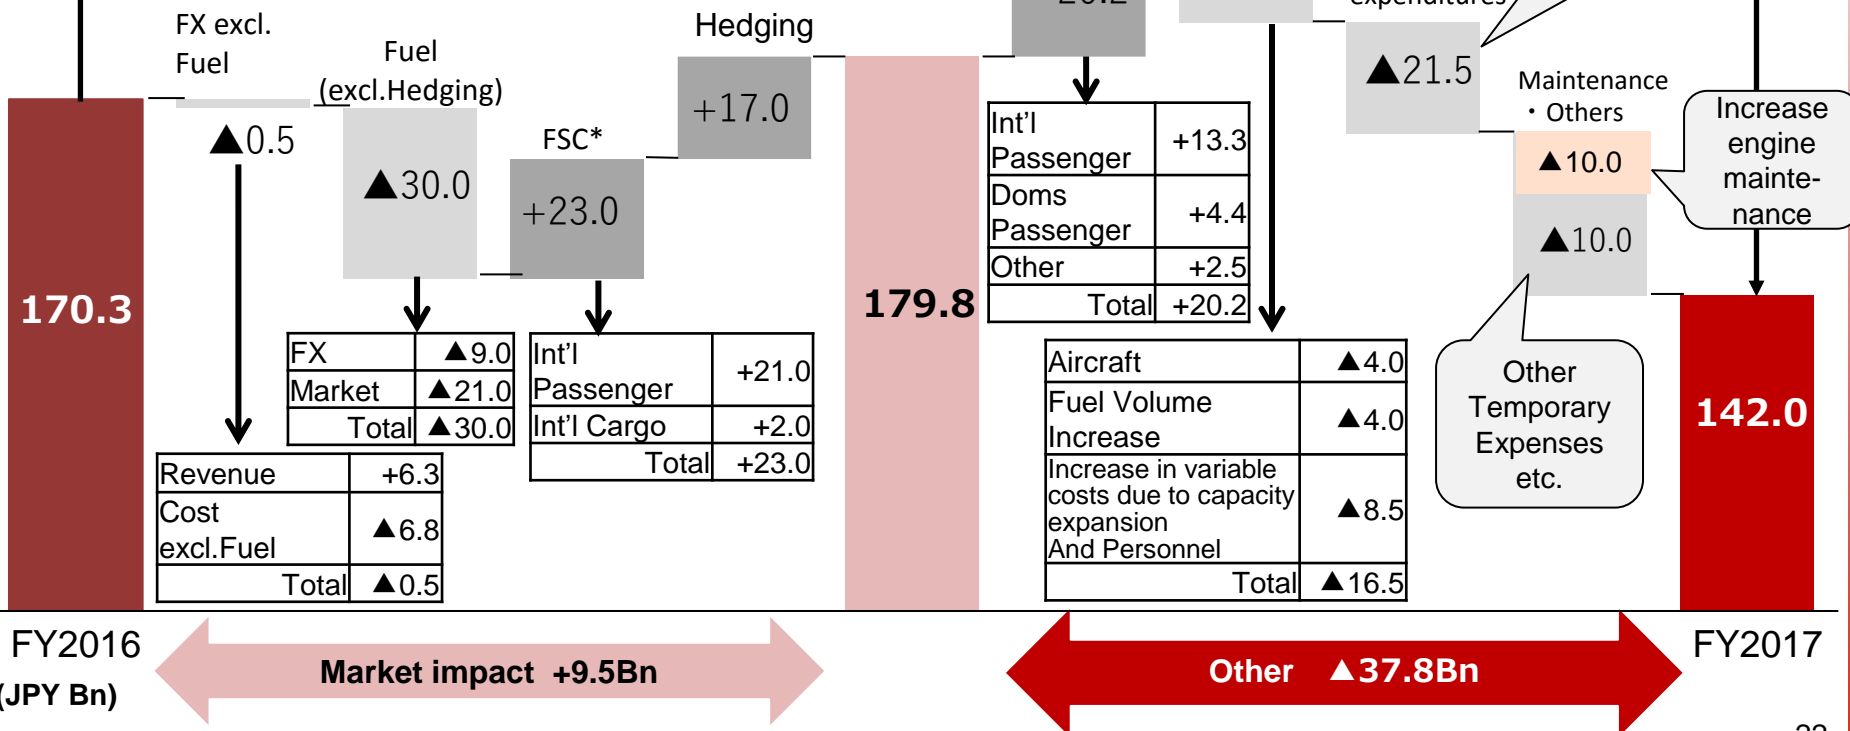 FX excl.
Fuel
▲0.5
Fuel
(excl.Hedging)
▲30.0
FSC*
+23.0
Hedging
+17.0
expenditures
▲21.5
Maintenance
・Others
▲10.0
▲10.0
Increase
engine
mainte-
nance
Other
Temporary
Expenses
etc.
170.3
179.8
142.0
Revenue +6.3
Cost
excl.Fuel ▲6.8
Total ▲0.5
FX ▲9.0
Market ▲21.0
Total ▲30.0
Int'l
Passenger +21.0
Int'l Cargo +2.0
Total +23.0
Int'l
Passenger +13.3
Doms
Passenger +4.4
Other +2.5
Total +20.2
Aircraft ▲4.0
Fuel Volume
Increase ▲4.0
Increase in variable
costs due to capacity
expansion
And Personnel ▲8.5
Total ▲16.5
FY2016
(JPY Bn)
Market impact +9.5Bn
Other ▲37.8Bn
FY2017